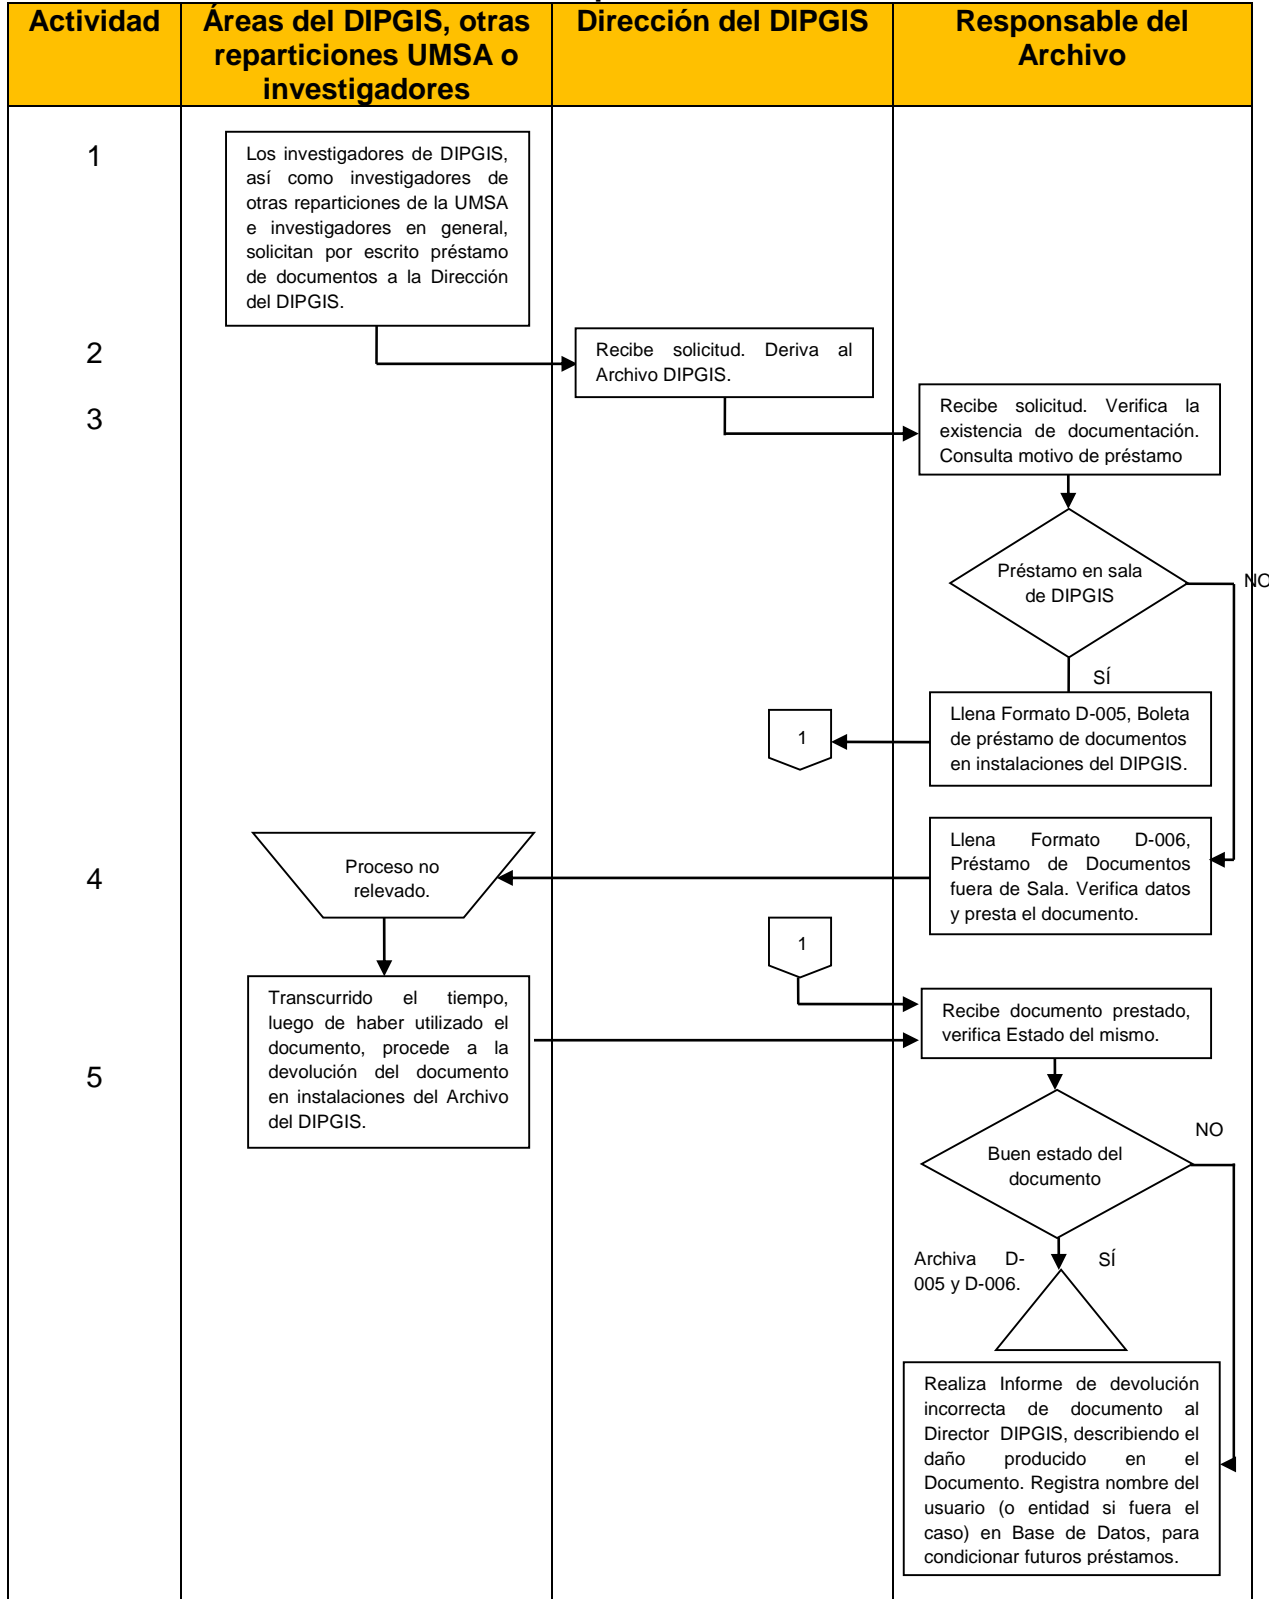 Actividad
Áreas del DIPGIS, otras
reparticiones UMSA o
investigadores
Dirección del DIPGIS
Responsable del
Archivo
1
Los investigadores de DIPGIS,
así como investigadores de
otras reparticiones de la UMSA
e investigadores en general,
solicitan por escrito préstamo
de documentos a la Dirección
del DIPGIS.
2
Recibe solicitud. Deriva al
Archivo DIPGIS.
3
Recibe solicitud. Verifica la
existencia de documentación.
Consulta motivo de préstamo
Préstamo en sala
de DIPGIS
NO
SÍ
Llena Formato D-005, Boleta
de préstamo de documentos
en instalaciones del DIPGIS.
1
4
Proceso no
relevado.
Llena Formato D-006,
Préstamo de Documentos
fuera de Sala. Verifica datos
y presta el documento.
1
5
Transcurrido el tiempo,
luego de haber utilizado el
documento, procede a la
devolución del documento
en instalaciones del Archivo
del DIPGIS.
Recibe documento prestado,
verifica Estado del mismo.
Buen estado del
documento
NO
SÍ
Archiva D-
005 y D-006.
Realiza Informe de devolución
incorrecta de documento al
Director DIPGIS, describiendo el
daño producido en el
Documento. Registra nombre del
usuario (o entidad si fuera el
caso) en Base de Datos, para
condicionar futuros préstamos.